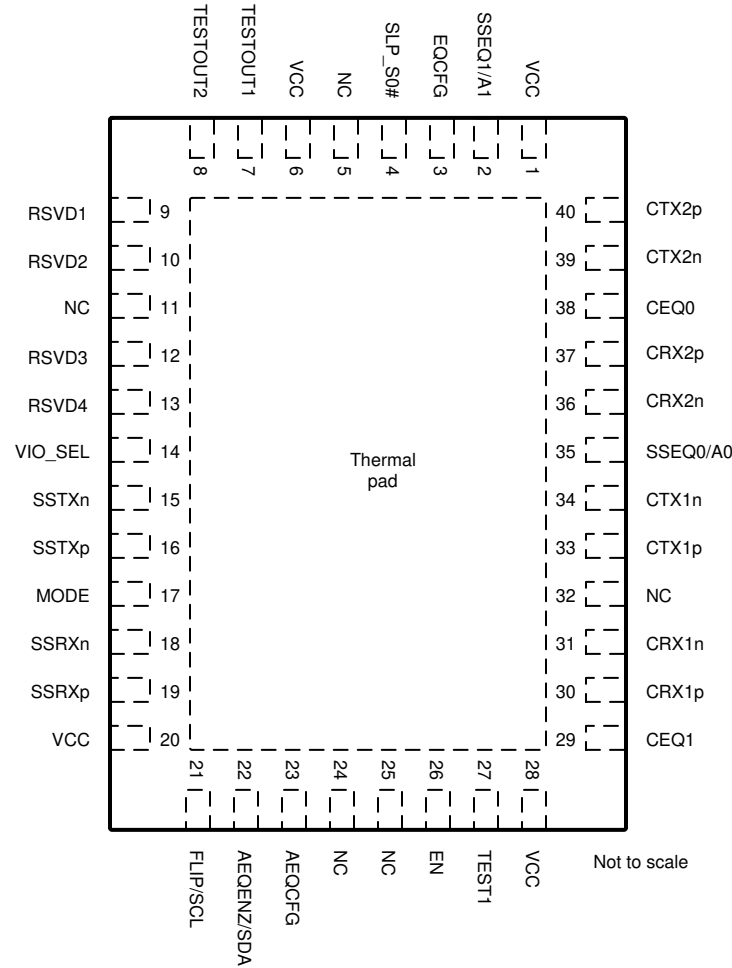 TESTOUT2
TESTOUT1
VCC
NC
SLP_S0#
EQCFG
SSEQ1/A1
VCC
8
7
6
5
4
3
2
1
RSVD1
9
40
CTX2p
RSVD2
10
39
CTX2n
NC
11
38
CEQ0
RSVD3
12
37
CRX2p
RSVD4
13
36
CRX2n
VIO_SEL
14
35
SSEQ0/A0
Thermal
pad
SSTXn
15
34
CTX1n
SSTXp
16
33
CTX1p
MODE
17
32
NC
SSRXn
18
31
CRX1n
SSRXp
19
30
CRX1p
VCC
20
29
CEQ1
21
22
23
24
25
26
27
28
FLIP/SCL
AEQENZ/SDA
AEQCFG
NC
NC
EN
TEST1
VCC
Not to scale